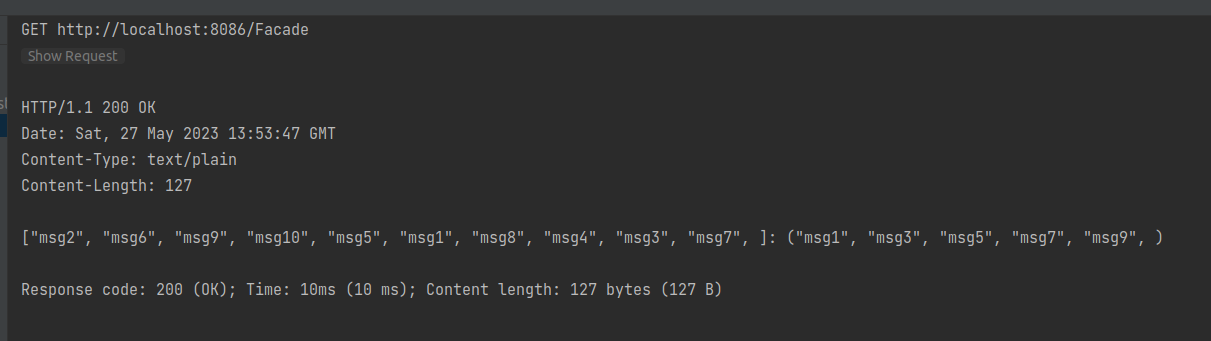 GET http://localhost:8086/Facade
Show Request
HTTP/1.1 200 OK
Date: Sat, 27 May 2023 13:53:47 GMT
Content-Type: text/plain
Content-Length: 127
["msg2", "msg6", "msg9", "msg10", "msg5", "msg1", "msg8", "msg4", "msg3", "msg7", ]: ("msg1", "msg3", "msg5", "msg7", "msg9", )
Response code: 200 (OK); Time: 10ms (10 ms); Content length: 127 bytes (127 B)